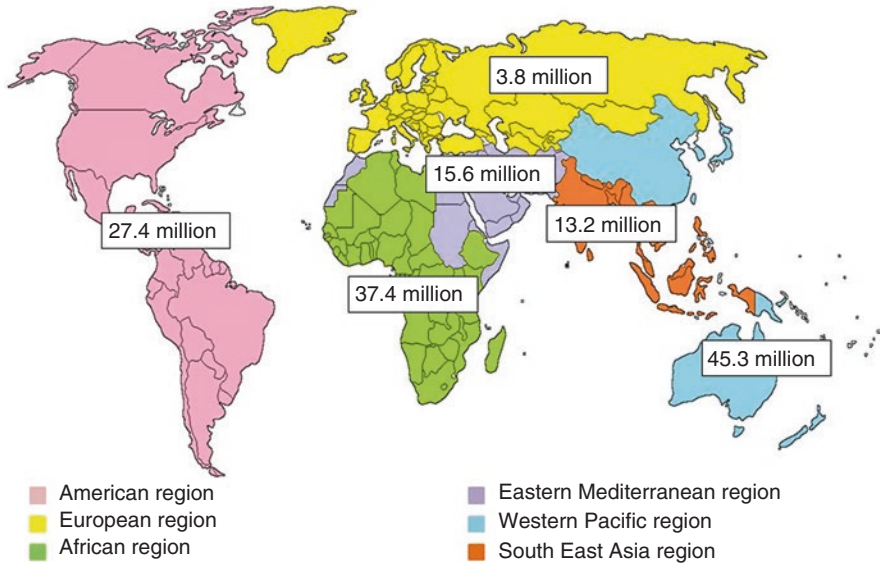 3.8 million
15.6 million
13.2 million
27.4 million
37.4 million
45.3 million
American region
European region
African region
Eastern Mediterranean region
Western Pacific region
South East Asia region